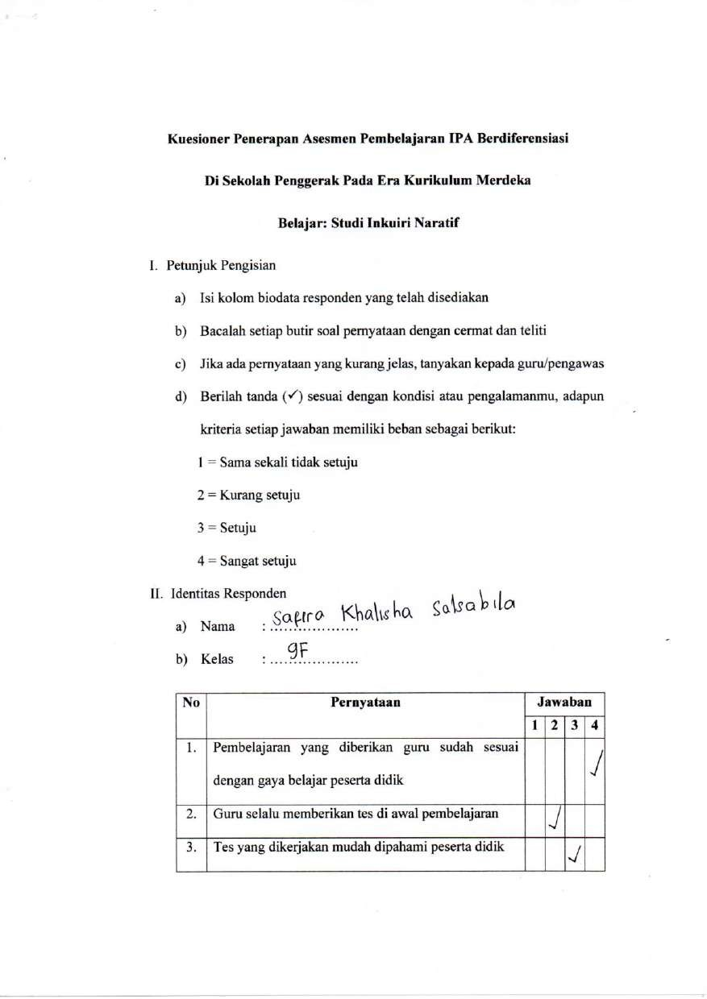 Kuesioner Penerapan Asesmen Pembelajaran IPA Berdiferensiasi
Di Sekolah Penggerak Pada Era Kurikulum Merdeka
Belajar: Studi Inkuiri Naratif
I. Petunjuk Pengisian
a) Isi kolom biodata responden yang telah disediakan
b) Bacalah setiap butir soal pernyataan dengan cermat dan teliti
c) Jika ada pernyataan yang kurang jelas, tanyakan kepada guru/pengawas
d) Berilah tanda (✓) sesuai dengan kondisi atau pengalamanmu, adapun
kriteria setiap jawaban memiliki beban sebagai berikut:
1 = Sama sekali tidak setuju
2 = Kurang setuju
3 = Setuju
4 = Sangat setuju
II. Identitas Responden
a) Nama : Safira Khalisha Salsabila
b) Kelas : 9F
No Pernyataan Jawaban
1 2 3 4
1. Pembelajaran yang diberikan guru sudah sesuai
dengan gaya belajar peserta didik ✓
2. Guru selalu memberikan tes di awal pembelajaran ✓
3. Tes yang dikerjakan mudah dipahami peserta didik ✓